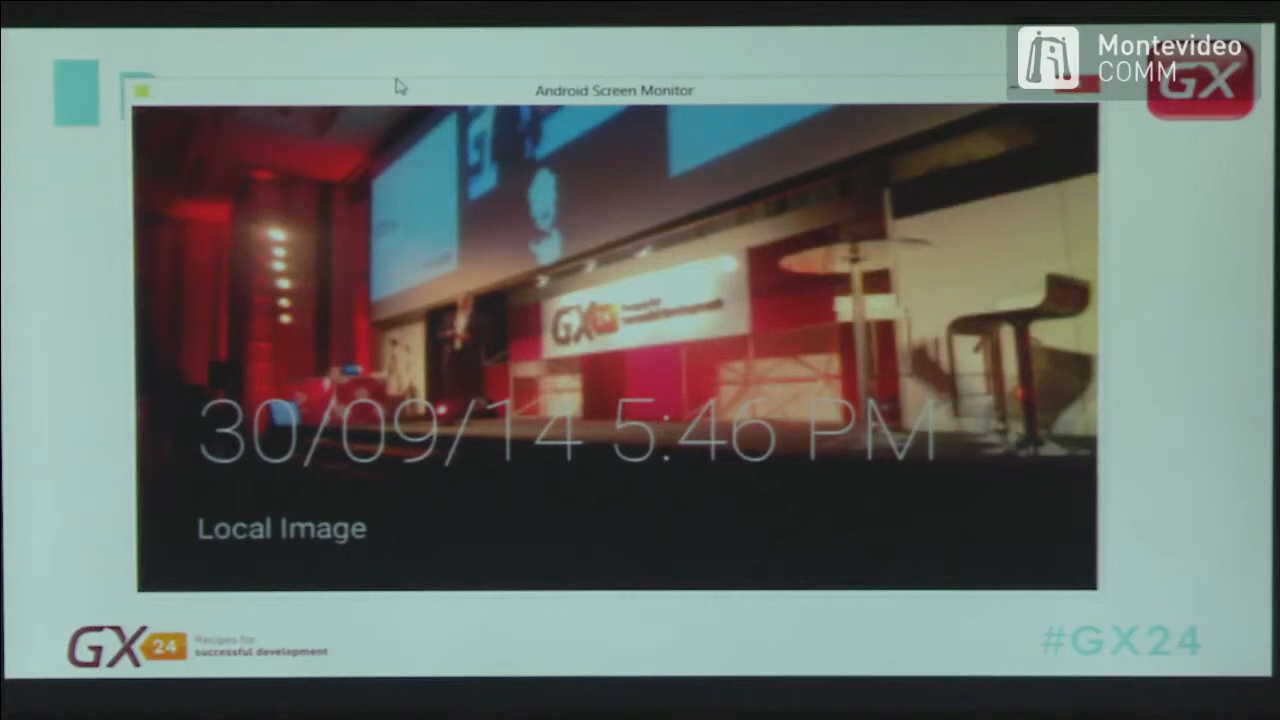 Montevideo
COMM
GX
Android Screen Monitor
GX24
30/09/14 5:46 PM
Local Image
GX 24
Recipes for
successful development
#GX24